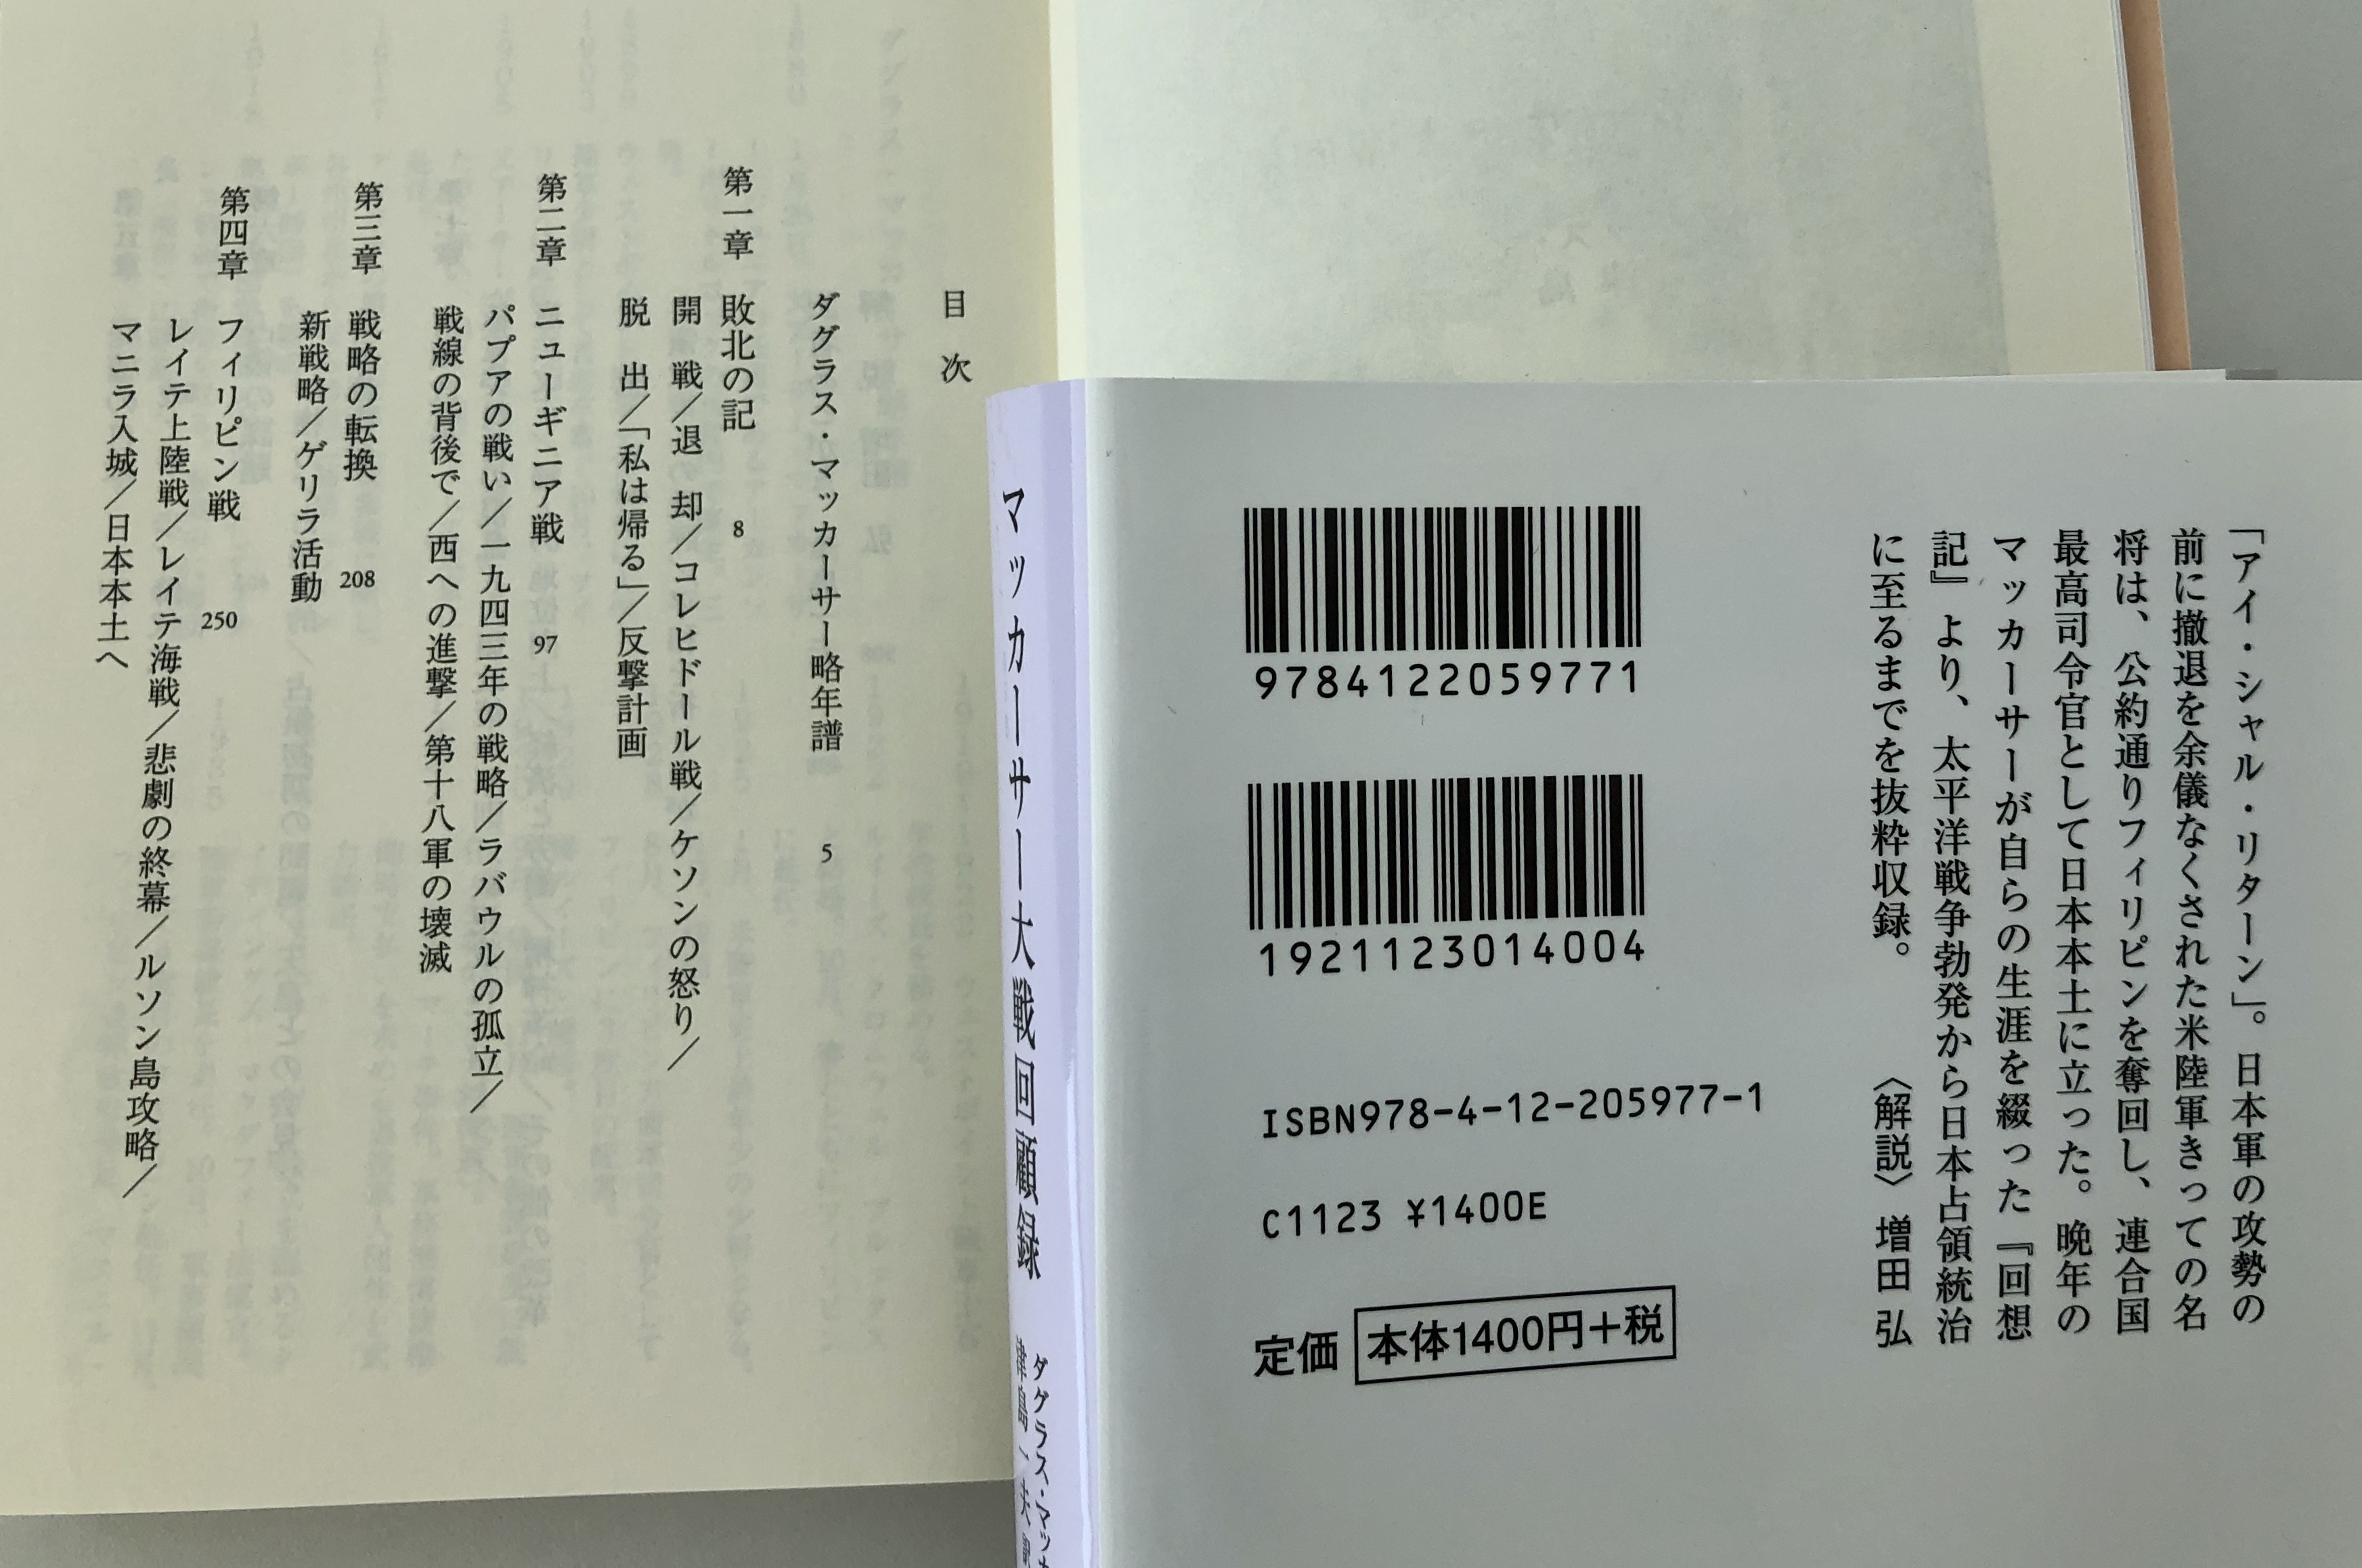 目次
ダグラス・マッカーサー略年譜 5
第一章 敗北の記 8
開 戦/退 却/コレヒドール戦/ケソンの怒り/
脱 出/「私は帰る」/反撃計画
第二章 ニューギニア戦 97
パプアの戦い/一九四三年の戦略/ラバウルの孤立/
戦線の背後で/西への進撃/第十八軍の壊滅
第三章 戦略の転換 208
新戦略/ゲリラ活動
第四章 フィリピン戦 250
レイテ上陸戦/レイテ海戦/悲劇の終幕/ルソン島攻略/
マニラ入城/日本本土へ
マッカーサー大戦回顧録
ダグラス・マッカ
津島一夫
9784122059771
1921123014004
ISBN978-4-12-205977-1
C1123 ¥1400E
定価 本体1400円+税
「アイ・シャル・リターン」。日本軍の攻勢の
前に撤退を余儀なくされた米陸軍きっての名
将は、公約通りフィリピンを奪回し、連合国
最高司令官として日本本土に立った。晩年の
マッカーサーが自らの生涯を綴った『回想
記』より、太平洋戦争勃発から日本占領統治
に至るまでを抜粋収録。 〈解説〉増田 弘